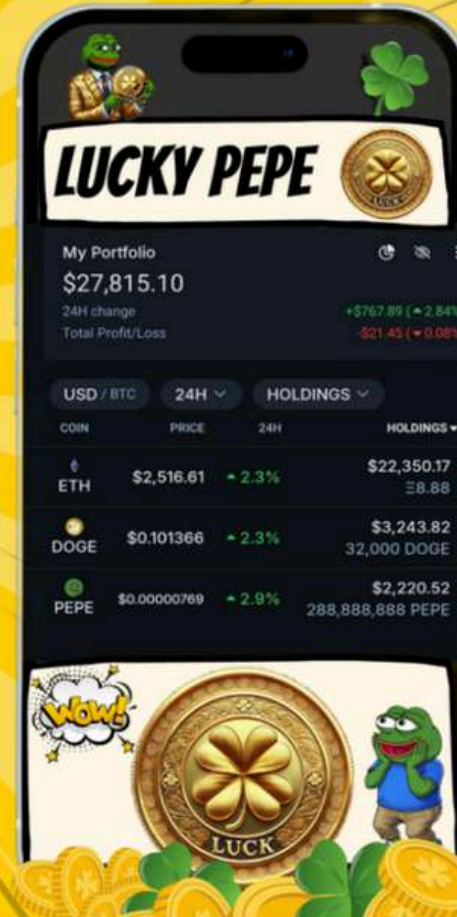 LUCKY PEPE
LUCK
My Portfolio
$27,815.10
24H change +$767.89 ( ▲ 2.84%
Total Profit/Loss -$21.45 ( ▼ 0.08%
USD / BTC 24H HOLDINGS
COIN PRICE 24H HOLDINGS ▼
ETH $2,516.61 ▲ 2.3% $22,350.17
Ξ8.88
DOGE $0.101366 ▲ 2.3% $3,243.82
32,000 DOGE
PEPE $0.00000769 ▲ 2.9% $2,220.52
288,888,888 PEPE
WOW!
LUCK